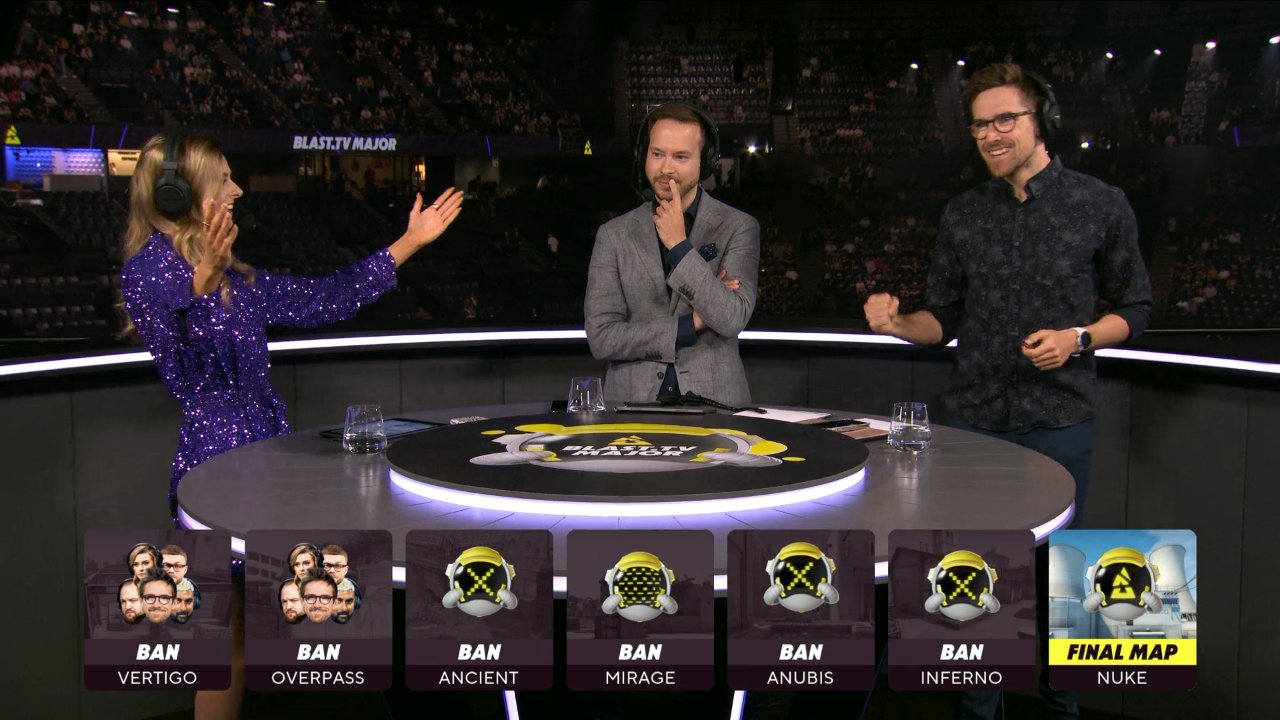 BLAST.TV MAJOR
BLAST.TV
MAJOR
BAN
VERTIGO
BAN
OVERPASS
BAN
ANCIENT
BAN
MIRAGE
BAN
ANUBIS
BAN
INFERNO
FINAL MAP
NUKE